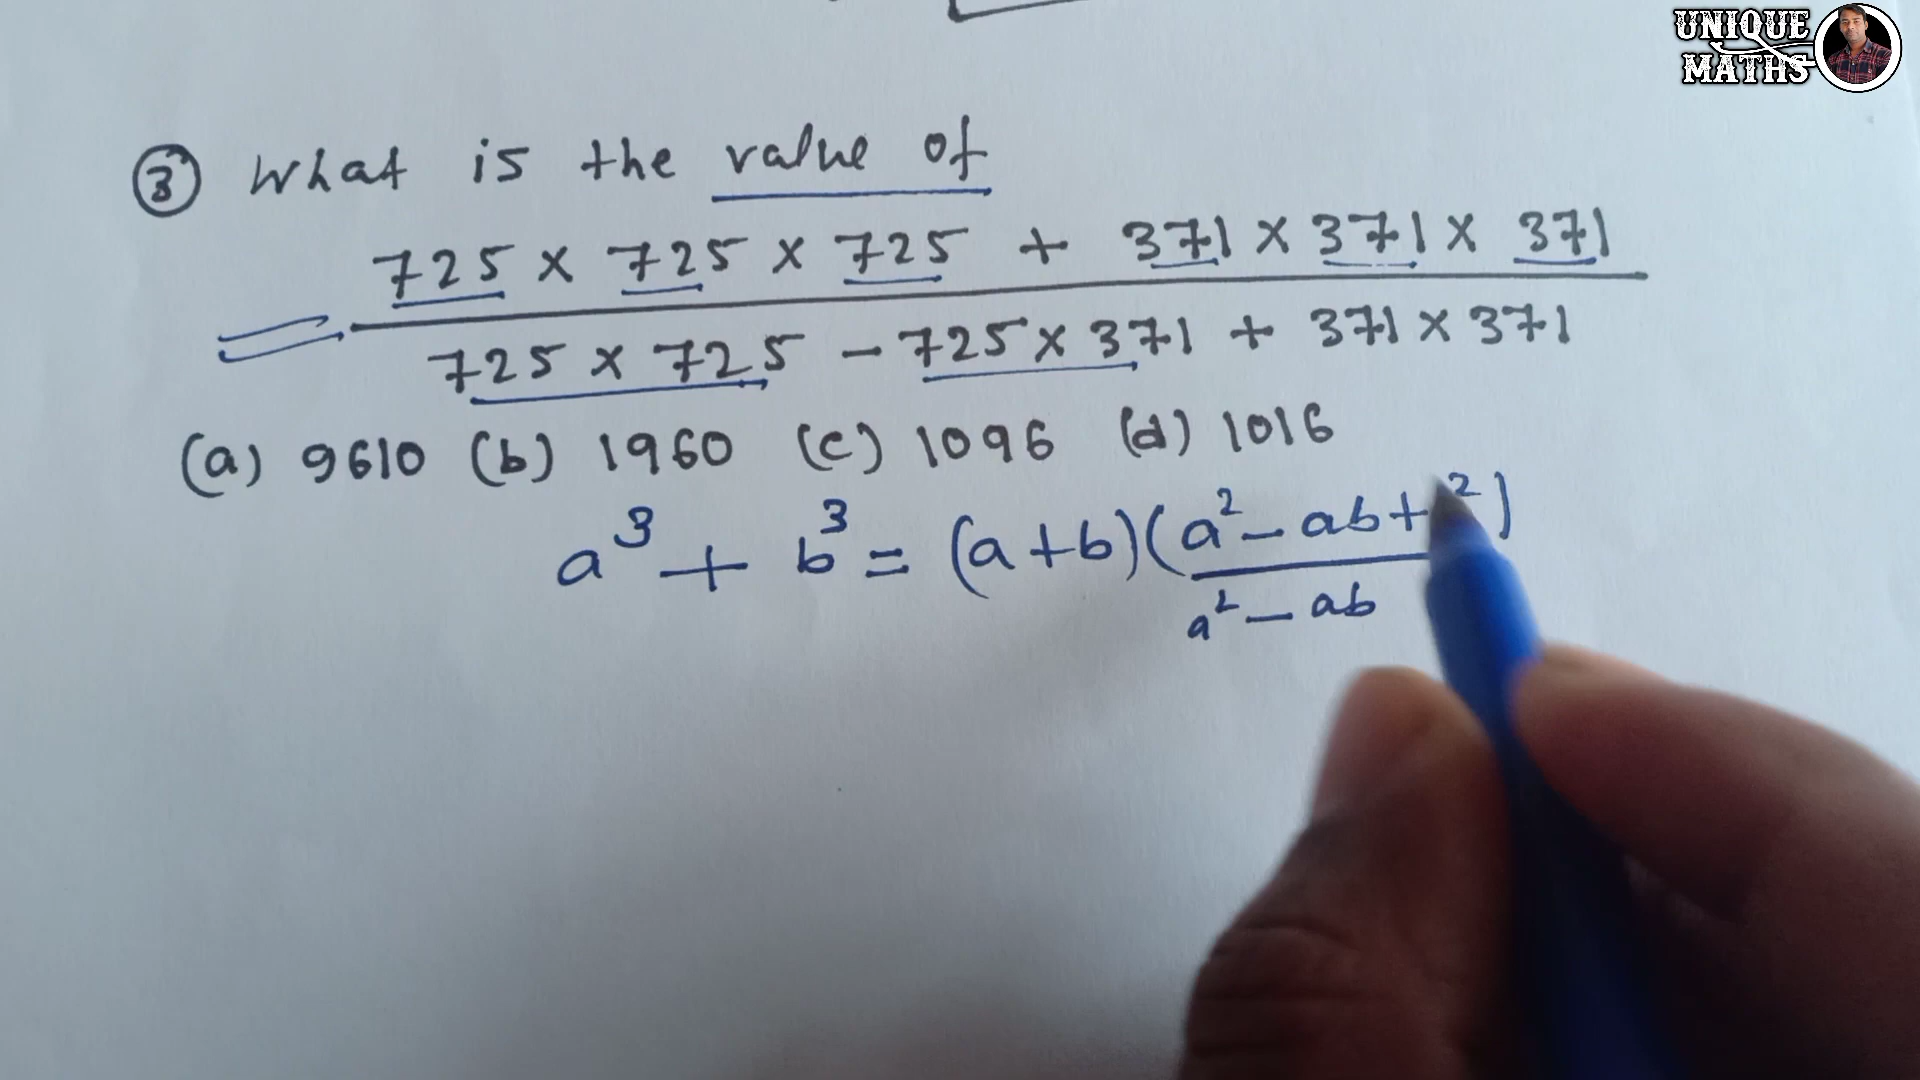 UNIQUE
MATHS
③ What is the value of
725 × 725 × 725 + 371 × 371 × 371
725 × 725 − 725 × 371 + 371 × 371
(a) 9610 (b) 1960 (c) 1096 (d) 1016
a³ + b³ = (a+b)(a² − ab + ²)
a² − ab